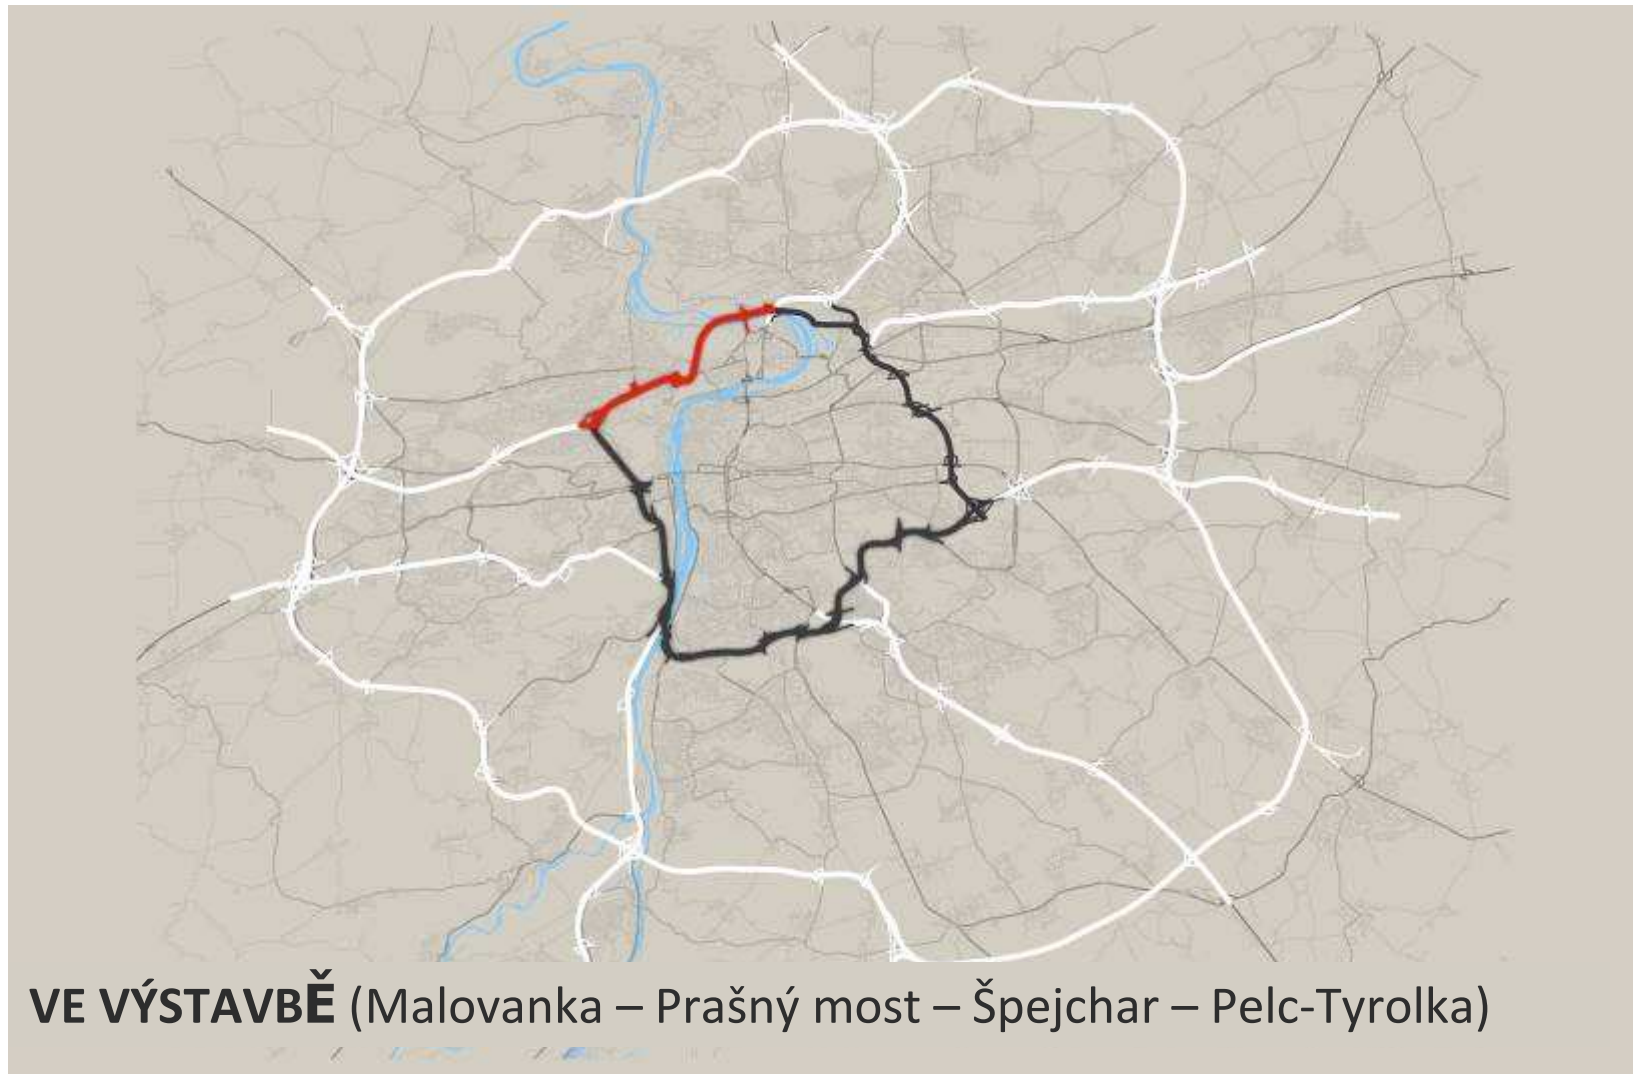 VE VÝSTAVBĚ (Malovanka – Prašný most – Špejchar – Pelc-Tyrolka)